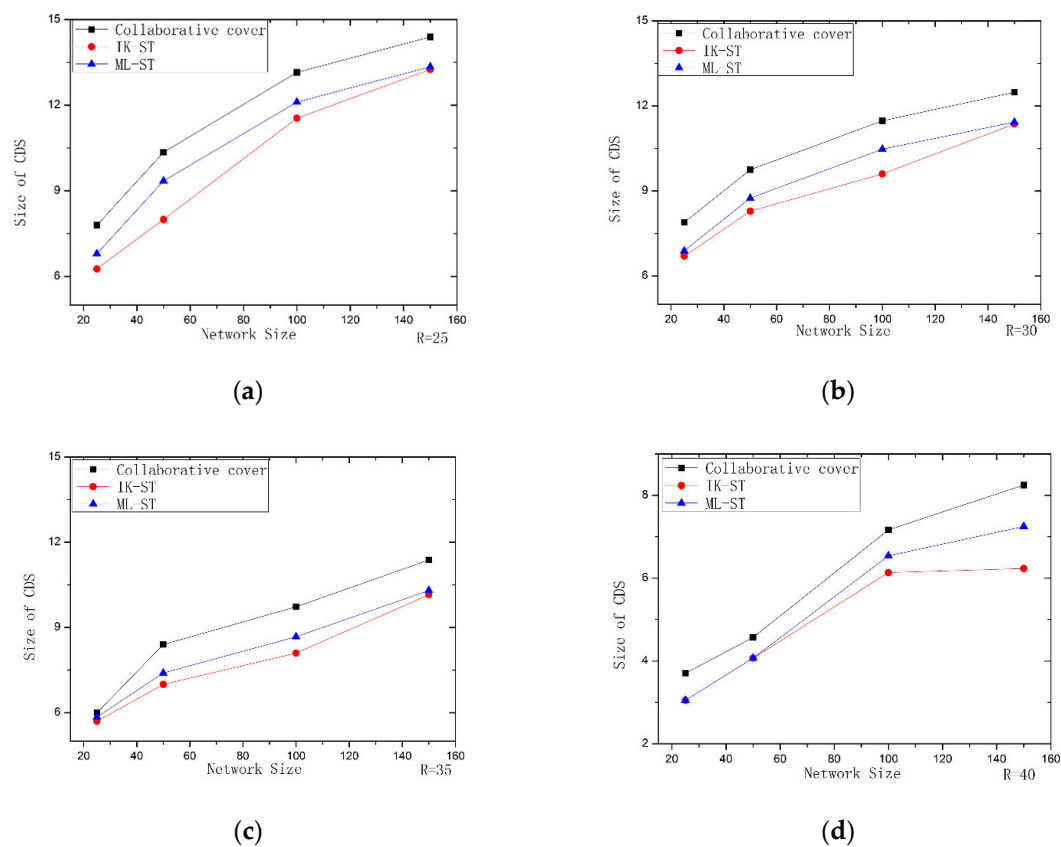 15
12
9
6
Size of CDS
Collaborative cover
IK-ST
ML-ST
20 40 60 80 100 120 140 160
Network Size
R=25
(a)
15
12
9
6
Size of CDS
Collaborative cover
IK-ST
ML-ST
20 40 60 80 100 120 140 160
Network Size
R=30
(b)
15
12
9
6
Size of CDS
Collaborative cover
IK-ST
ML-ST
20 40 60 80 100 120 140 160
Network Size
R=35
(c)
8
6
4
2
Size of CDS
Collaborative cover
IK-ST
ML-ST
20 40 60 80 100 120 140 160
Network Size
R=40
(d)